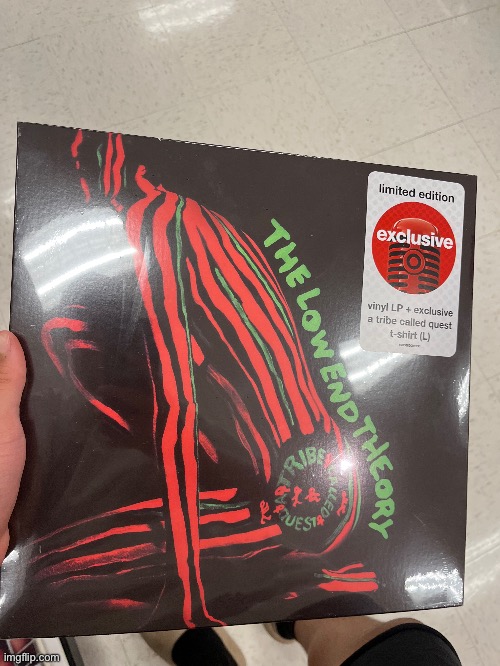 limited edition
exclusive
vinyl LP + exclusive
a tribe called quest
t-shirt (L)
THE LOW END THEORY
A TRIBE
CALLED
QUEST
imgflip.com